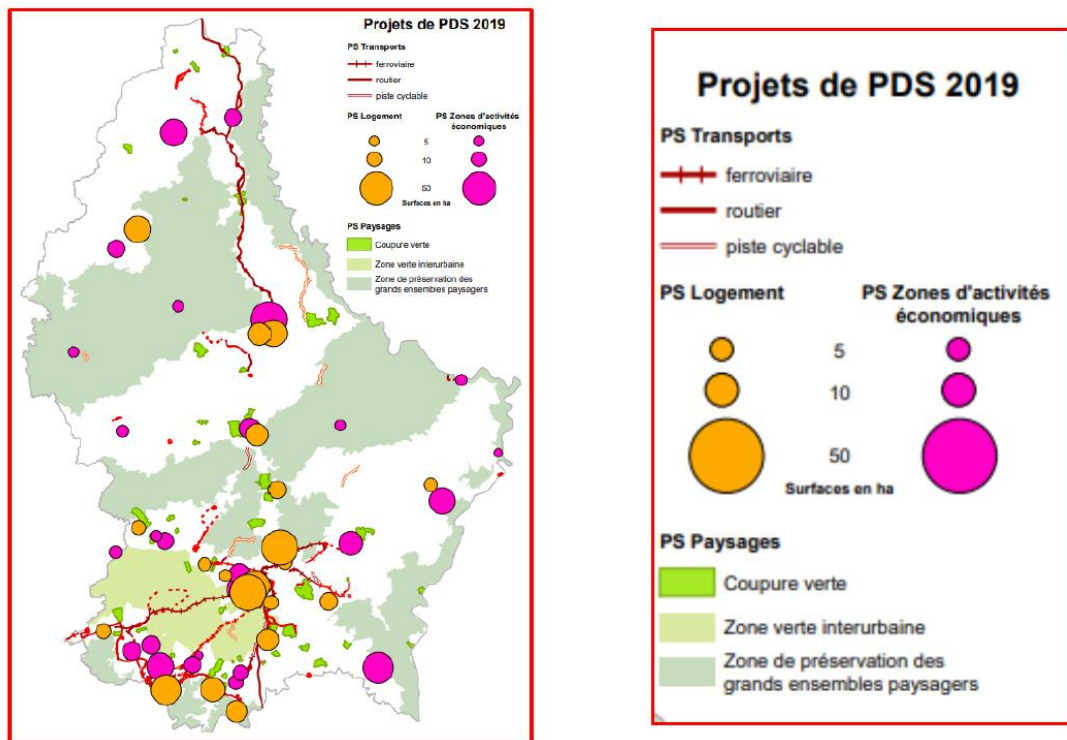 Projets de PDS 2019
PS Transports
ferroviaire
routier
piste cyclable
PS Logement
PS Zones d'activités
économiques
5
10
50
Surfaces en ha
PS Paysages
Coupure verte
Zone verte interurbaine
Zone de préservation des
grands ensembles paysagers
Projets de PDS 2019
PS Transports
ferroviaire
routier
piste cyclable
PS Logement
PS Zones d'activités
économiques
5
10
50
Surfaces en ha
PS Paysages
Coupure verte
Zone verte interurbaine
Zone de préservation des
grands ensembles paysagers